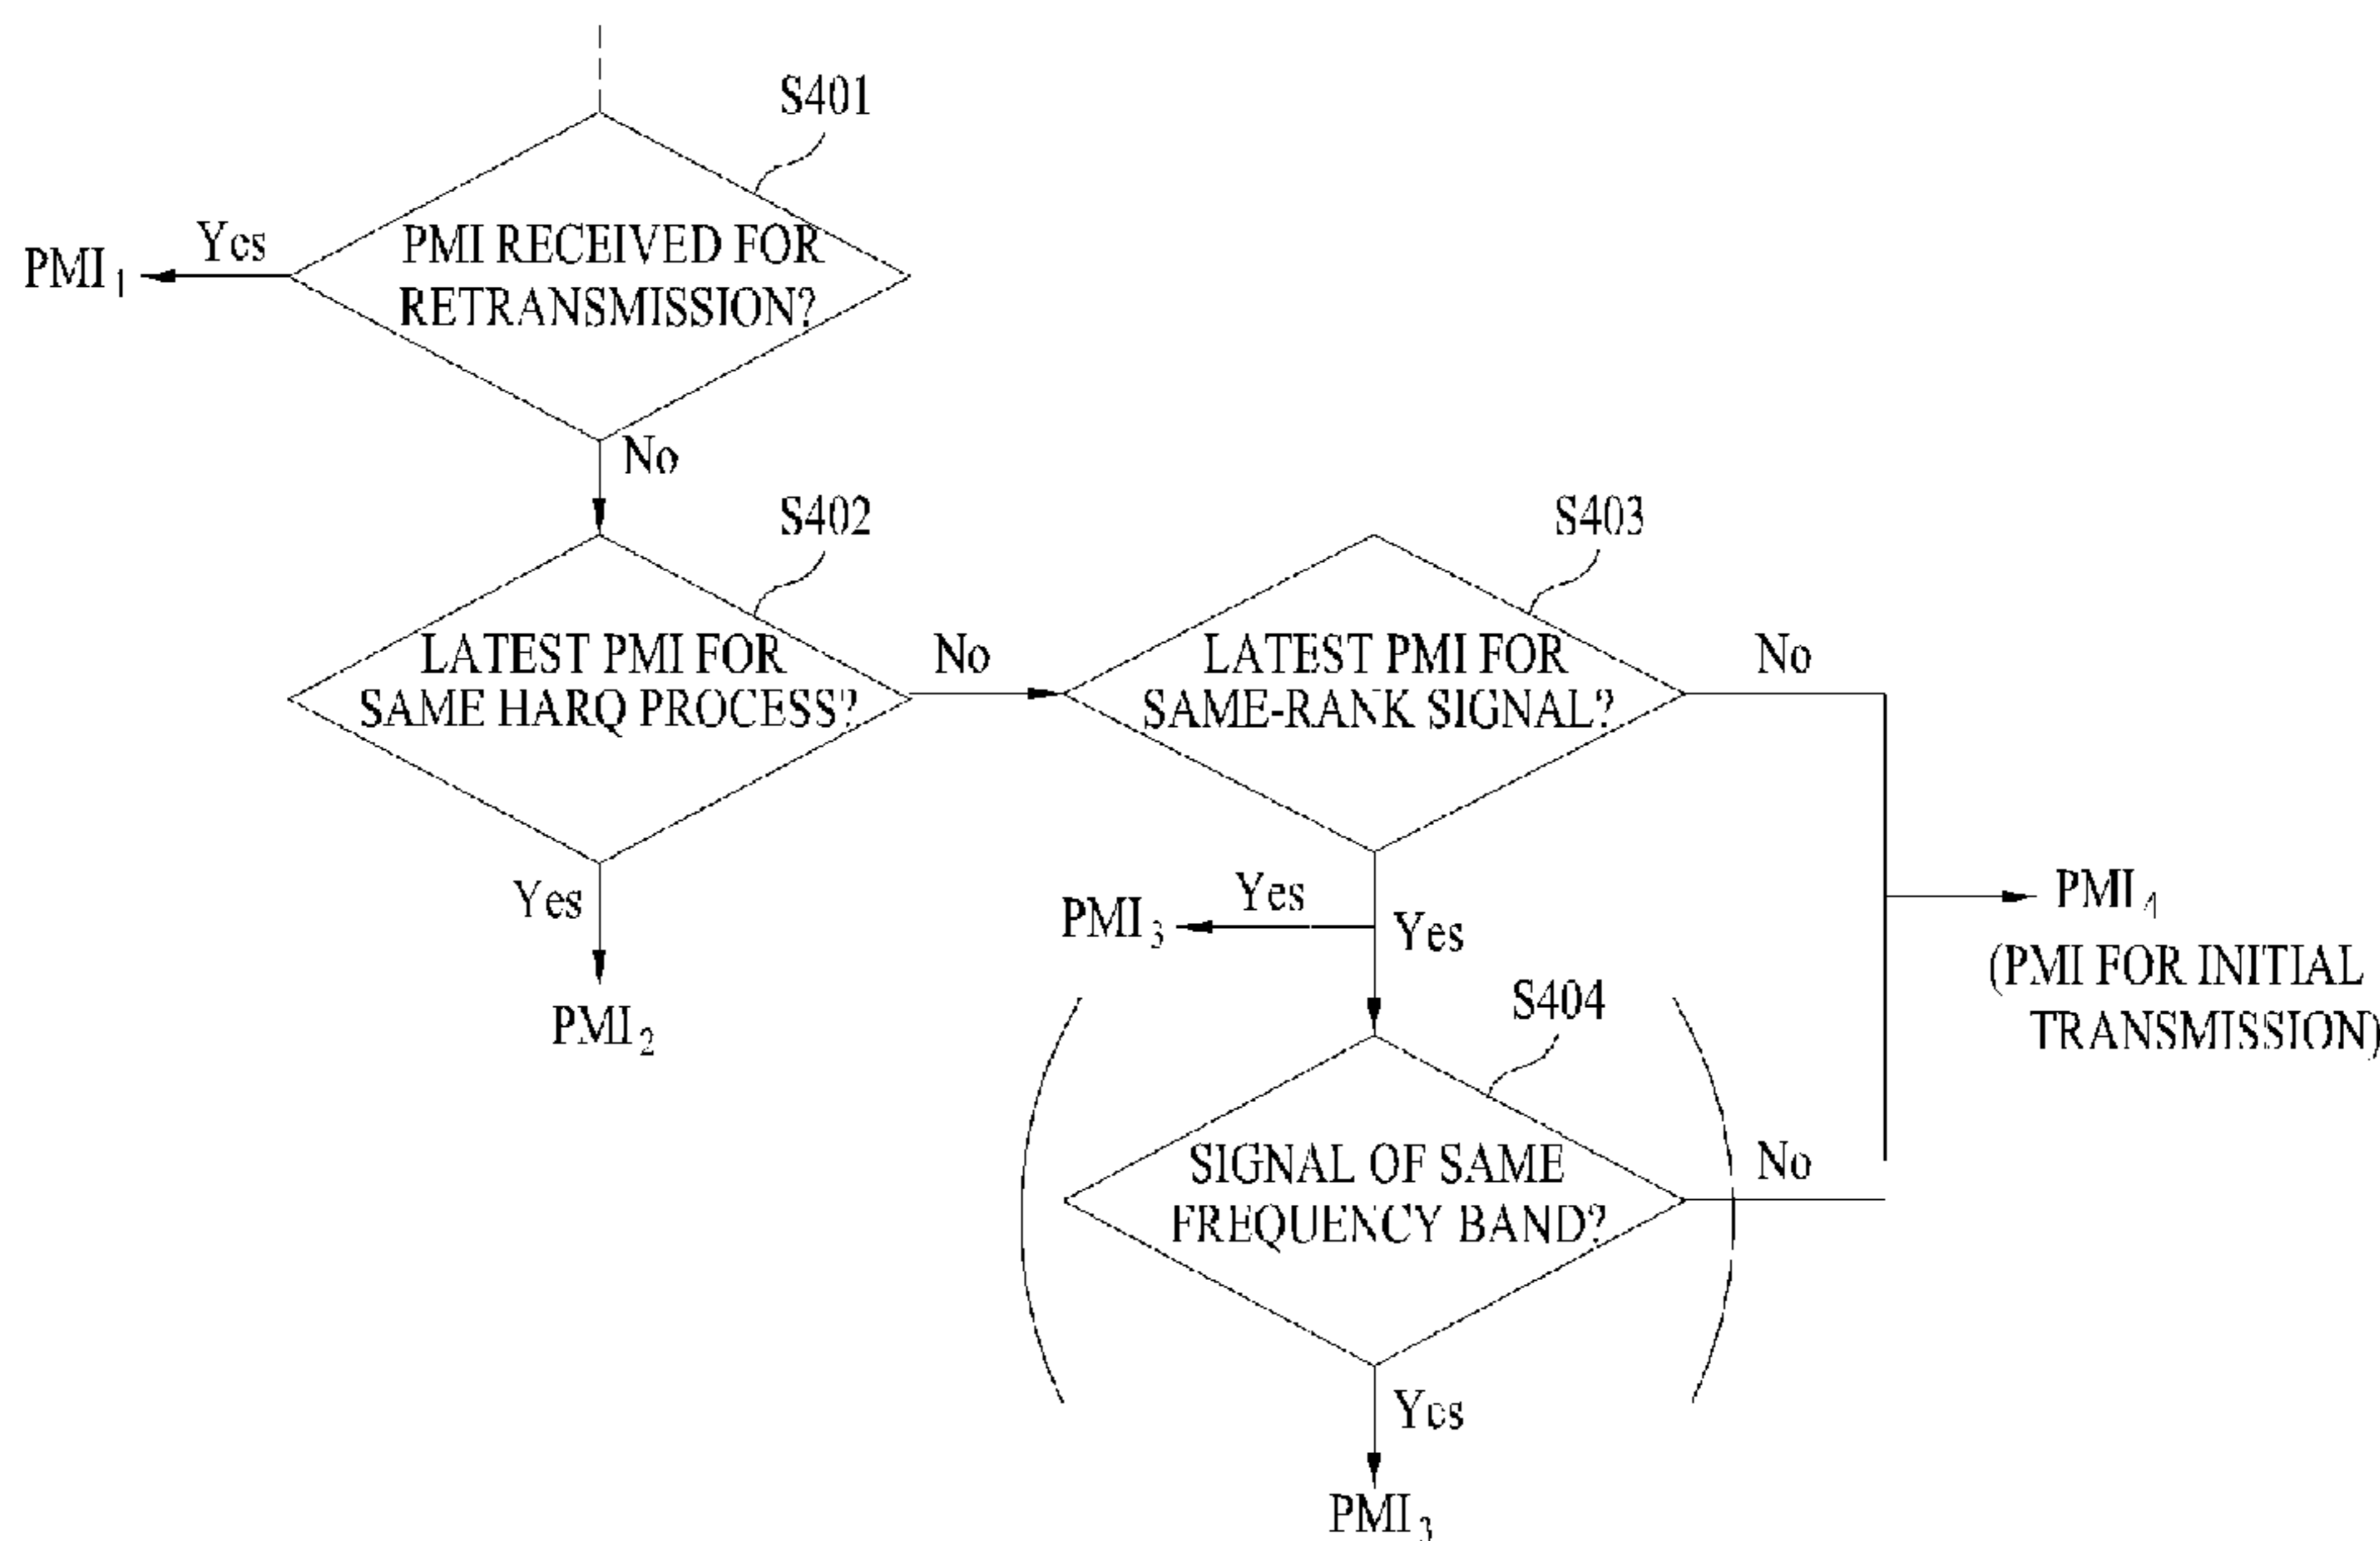 S401
PMI RECEIVED FOR
RETRANSMISSION?
Yes
PMI 1
No
S402
LATEST PMI FOR
SAME HARQ PROCESS?
No
Yes
PMI 2
S403
LATEST PMI FOR
SAME-RANK SIGNAL?
No
Yes
PMI 3
Yes
PMI 4
(PMI FOR INITIAL
TRANSMISSION)
S404
SIGNAL OF SAME
FREQUENCY BAND?
No
Yes
PMI 3